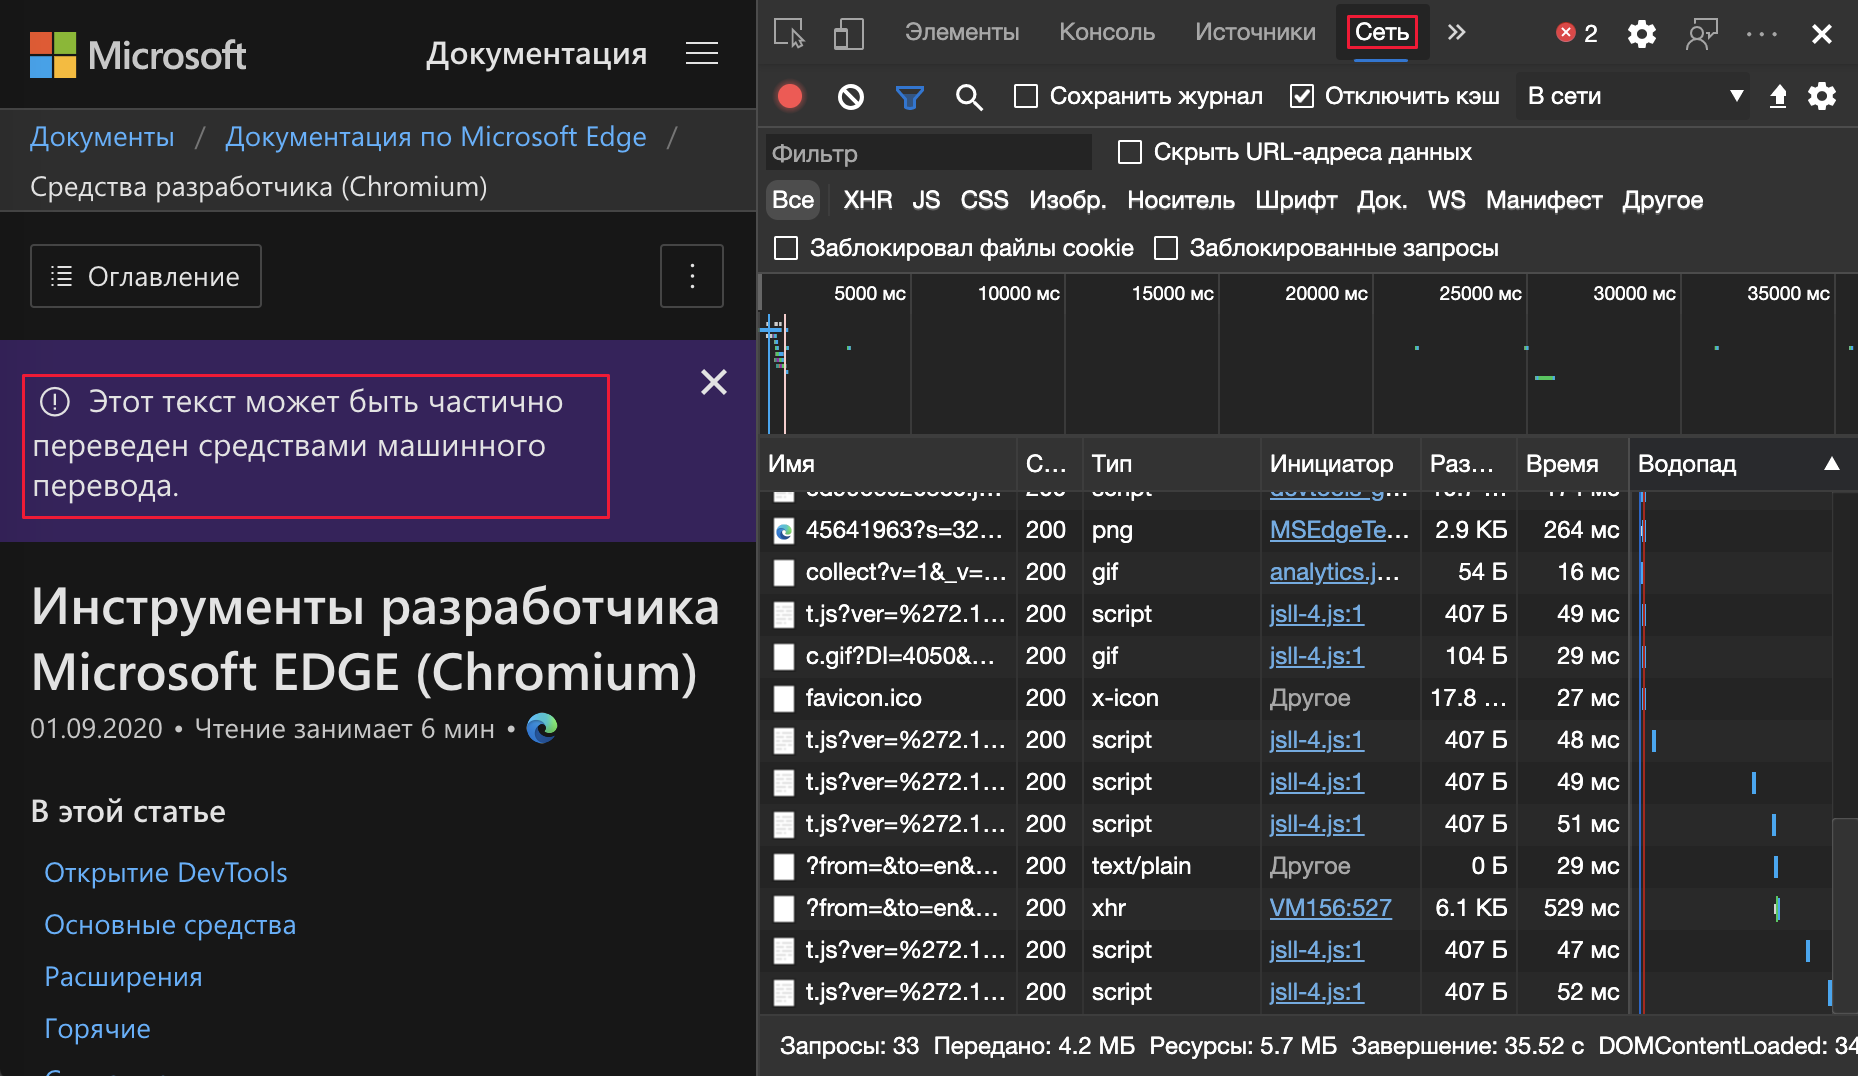 Microsoft
Документация
Документы / Документация по Microsoft Edge /
Средства разработчика (Chromium)
Оглавление
Этот текст может быть частично
переведен средствами машинного
перевода.
Инструменты разработчика
Microsoft EDGE (Chromium)
01.09.2020 • Чтение занимает 6 мин •
В этой статье
Открытие DevTools
Основные средства
Расширения
Горячие
Элементы Консоль Источники Сеть 2
Сохранить журнал Отключить кэш В сети
Фильтр Скрыть URL-адреса данных
Все XHR JS CSS Изобр. Носитель Шрифт Док. WS Манифест Другое
Заблокировал файлы cookie Заблокированные запросы
5000 мс 10000 мс 15000 мс 20000 мс 25000 мс 30000 мс 35000 мс
Имя С... Тип Инициатор Раз... Время Водопад
45641963?s=32... 200 png MSEdgeTe... 2.9 КБ 264 мс
collect?v=1&_v=... 200 gif analytics.j... 54 Б 16 мс
t.js?ver=%272.1... 200 script jsll-4.js:1 407 Б 49 мс
c.gif?DI=4050&... 200 gif jsll-4.js:1 104 Б 29 мс
favicon.ico 200 x-icon Другое 17.8 ... 27 мс
t.js?ver=%272.1... 200 script jsll-4.js:1 407 Б 48 мс
t.js?ver=%272.1... 200 script jsll-4.js:1 407 Б 49 мс
t.js?ver=%272.1... 200 script jsll-4.js:1 407 Б 51 мс
?from=&to=en&... 200 text/plain Другое 0 Б 29 мс
?from=&to=en&... 200 xhr VM156:527 6.1 КБ 529 мс
t.js?ver=%272.1... 200 script jsll-4.js:1 407 Б 47 мс
t.js?ver=%272.1... 200 script jsll-4.js:1 407 Б 52 мс
Запросы: 33 Передано: 4.2 МБ Ресурсы: 5.7 МБ Завершение: 35.52 с DOMContentLoaded: 34